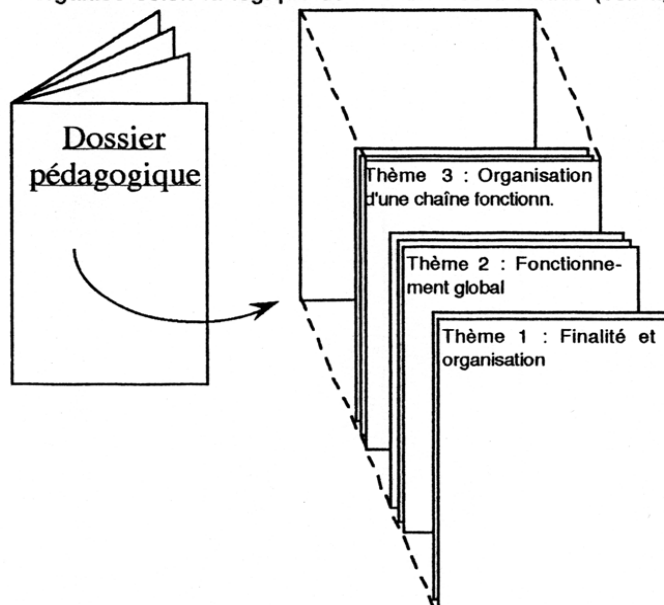 Dossier
pédagogique
Thème 3 : Organisation
d'une chaîne fonctionn.
Thème 2 : Fonctionne-
ment global
Thème 1 : Finalité et
organisation